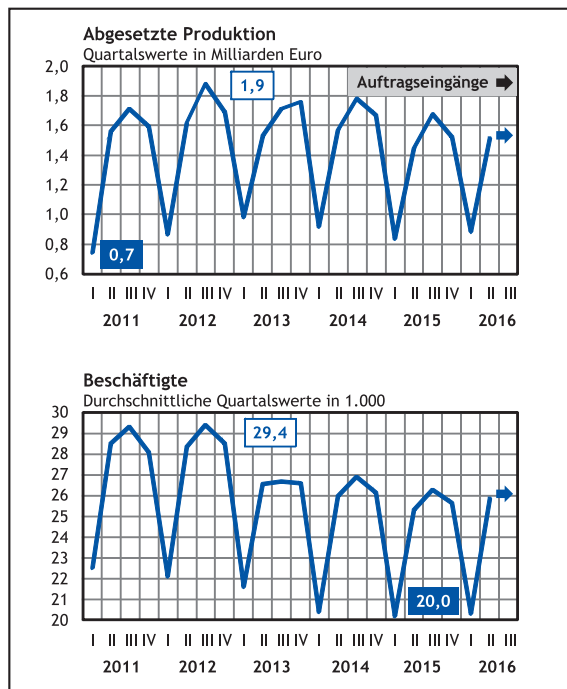 Abgesetzte Produktion
Quartalswerte in Milliarden Euro
2,0
1,8
1,6
1,4
1,2
1,0
0,8
0,6
1,9
Auftragseingänge
0,7
I II III IV I II III IV I II III IV I II III IV I II III IV I II III
2011 2012 2013 2014 2015 2016
Beschäftigte
Durchschnittliche Quartalswerte in 1.000
30
29
28
27
26
25
24
23
22
21
20
29,4
20,0
I II III IV I II III IV I II III IV I II III IV I II III IV I II III
2011 2012 2013 2014 2015 2016